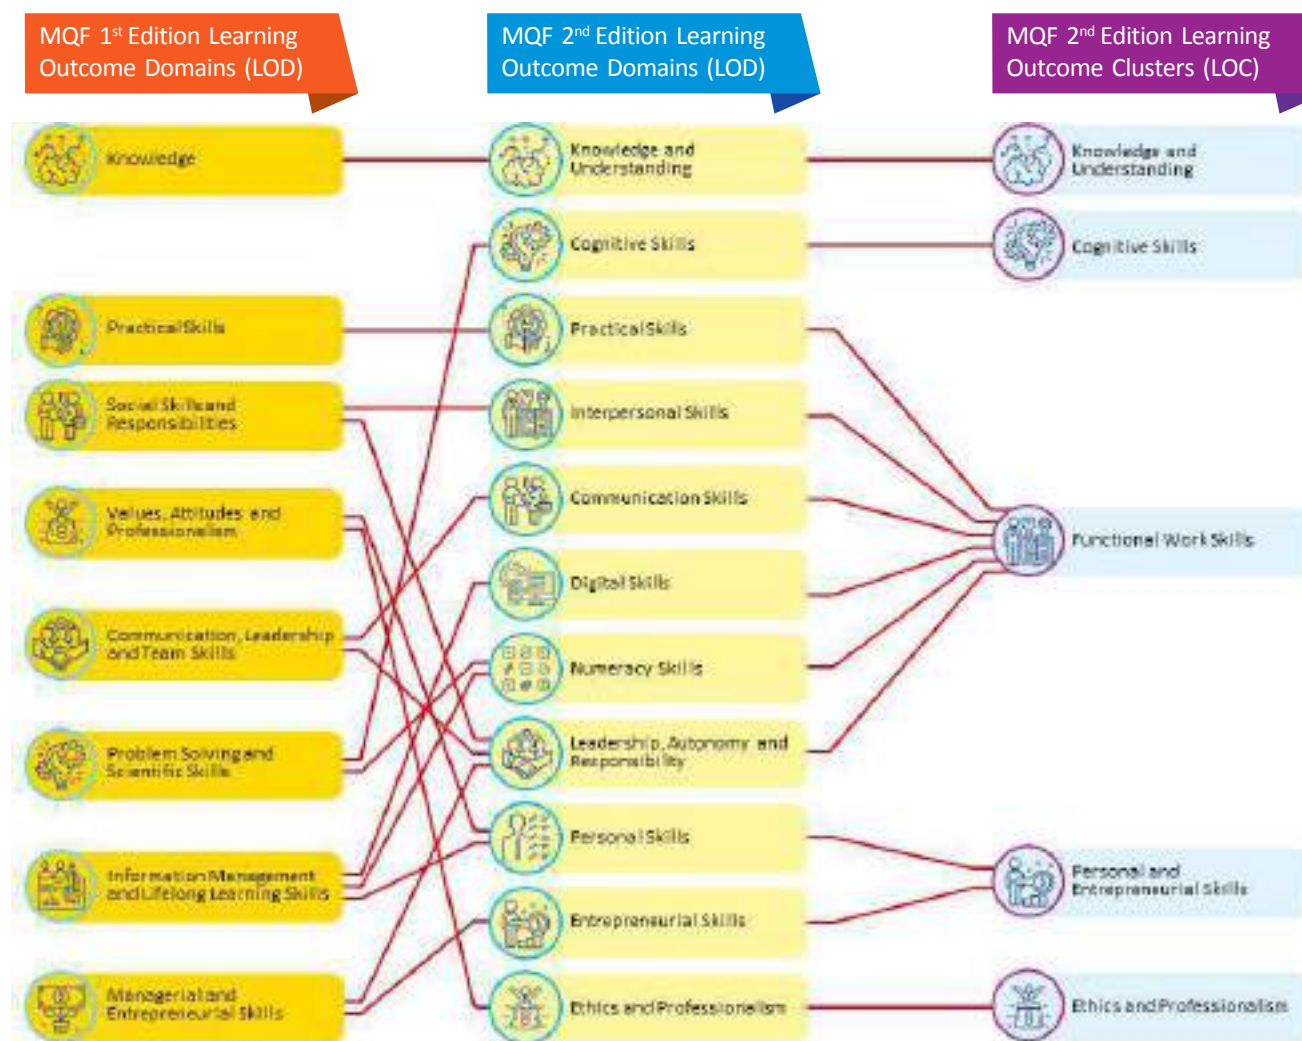 MQF 1st Edition Learning
Outcome Domains (LOD)
MQF 2nd Edition Learning
Outcome Domains (LOD)
MQF 2nd Edition Learning
Outcome Clusters (LOC)
Knowledge
Practical Skills
Social Skills and
Responsibilities
Values, Attitudes and
Professionalism
Communication, Leadership
and Team Skills
Problem Solving and
Scientific Skills
Information Management
and Lifelong Learning Skills
Managerial and
Entrepreneurial Skills
Knowledge and
Understanding
Cognitive Skills
Practical Skills
Interpersonal Skills
Communication Skills
Digital Skills
Numeracy Skills
Leadership, Autonomy and
Responsibility
Personal Skills
Entrepreneurial Skills
Ethics and Professionalism
Knowledge and
Understanding
Cognitive Skills
Functional Work Skills
Personal and
Entrepreneurial Skills
Ethics and Professionalism